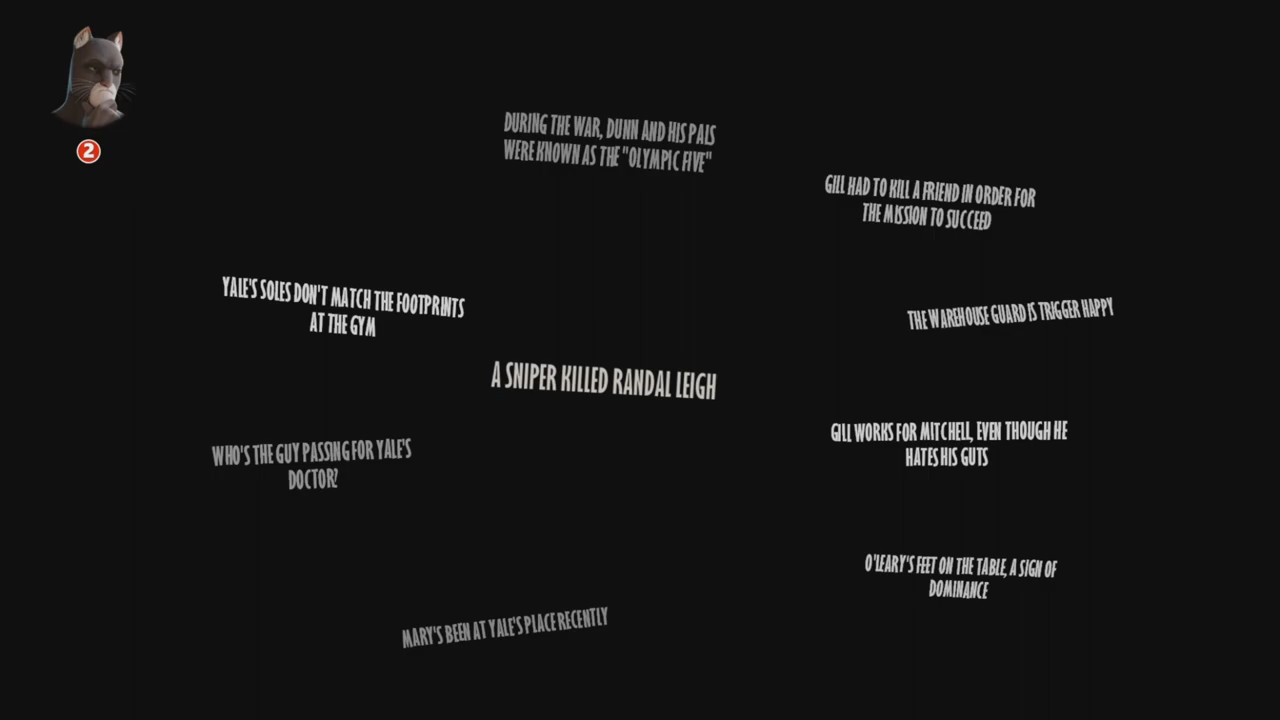 2
DURING THE WAR, DUNN AND HIS PALS
WERE KNOWN AS THE "OLYMPIC FIVE"
GILL HAD TO KILL A FRIEND IN ORDER FOR
THE MISSION TO SUCCEED
YALE'S SOLES DON'T MATCH THE FOOTPRINTS
AT THE GYM
THE WAREHOUSE GUARD IS TRIGGER HAPPY
A SNIPER KILLED RANDAL LEIGH
GILL WORKS FOR MITCHELL, EVEN THOUGH HE
HATES HIS GUTS
WHO'S THE GUY PASSING FOR YALE'S
DOCTOR?
O'LEARY'S FEET ON THE TABLE, A SIGN OF
DOMINANCE
MARY'S BEEN AT YALE'S PLACE RECENTLY